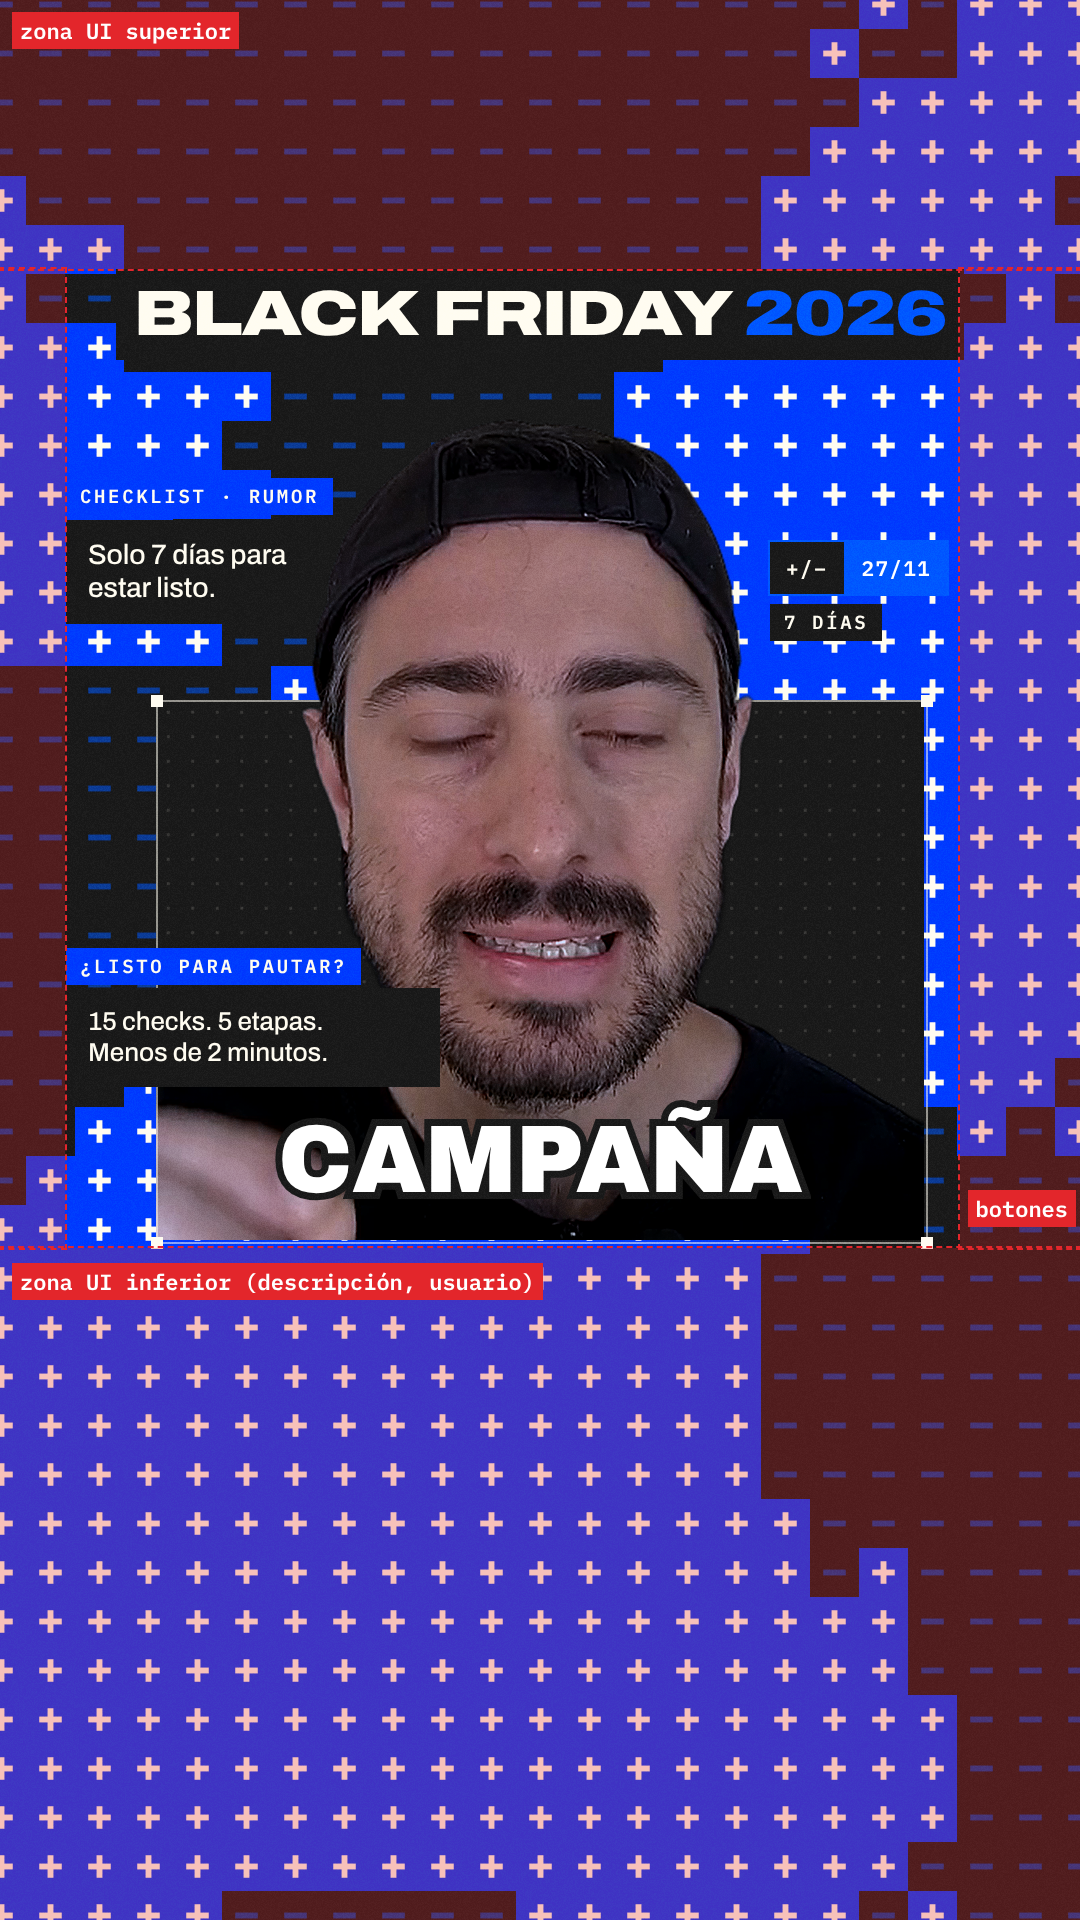 zona UI superior
BLACK FRIDAY 2026
CHECKLIST · RUMOR
Solo 7 días para
estar listo.
+/− 27/11
7 DÍAS
¿LISTO PARA PAUTAR?
15 checks. 5 etapas.
Menos de 2 minutos.
CAMPAÑA
botones
zona UI inferior (descripción, usuario)